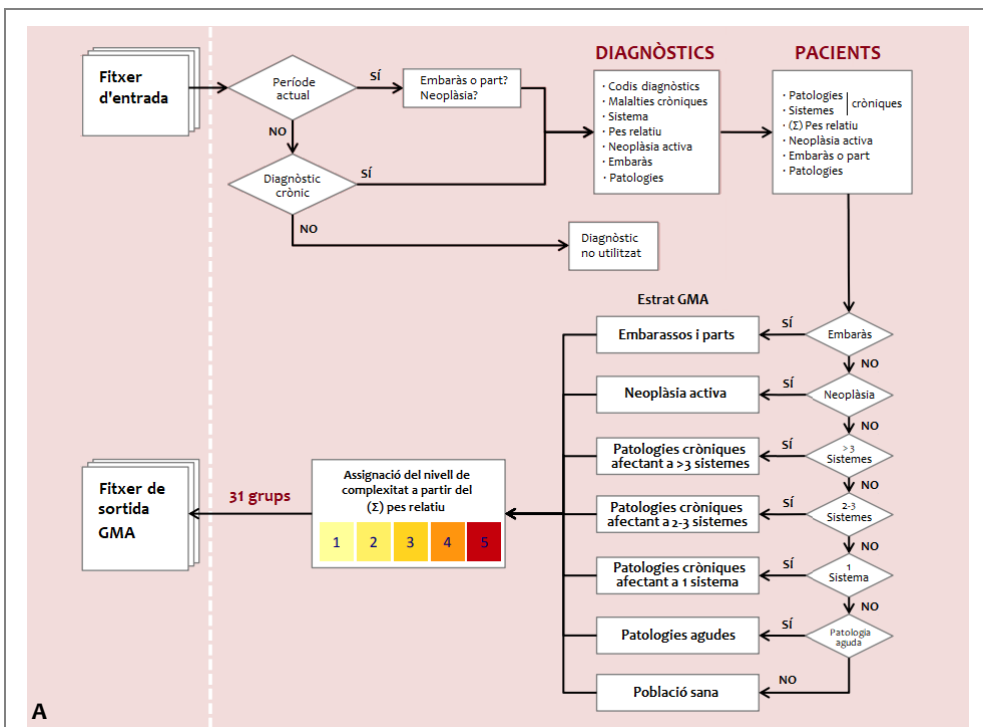 DIAGNÒSTICS
PACIENTS
Fitxer
d'entrada
Període
actual
SÍ
Embaràs o part?
Neoplàsia?
NO
Diagnòstic
crònic
SÍ
NO
Diagnòstic
no utilitzat
· Codis diagnòstics
· Malalties cròniques
· Sistema
· Pes relatiu
· Neoplàsia activa
· Embaràs
· Patologies
· Patologies
· Sistemes
cròniques
· (Σ) Pes relatiu
· Neoplàsia activa
· Embaràs o part
· Patologies
Estrat GMA
Embarassos i parts
SÍ
Embaràs
NO
Neoplàsia activa
SÍ
Neoplàsia
NO
Patologies cròniques
afectant a >3 sistemes
SÍ
>3
Sistemes
NO
Patologies cròniques
afectant a 2-3 sistemes
SÍ
2-3
Sistemes
NO
Patologies cròniques
afectant a 1 sistema
SÍ
1
Sistema
NO
Patologies agudes
SÍ
Patologia
aguda
NO
Població sana
Assignació del nivell de
complexitat a partir del
(Σ) pes relatiu
1 2 3 4 5
31 grups
Fitxer de
sortida
GMA
A